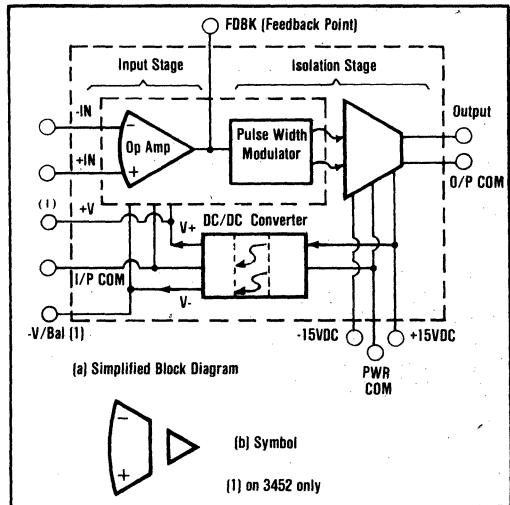 FDBK (Feedback Point)
Input Stage
Isolation Stage
-IN
−
Op Amp
+
+IN
Pulse Width
Modulator
Output
O/P COM
(1)
+V
V+
DC/DC Converter
I/P COM
V-
-V/Bal (1)
-15VDC
+15VDC
PWR
COM
(a) Simplified Block Diagram
−
+
(b) Symbol
(1) on 3452 only